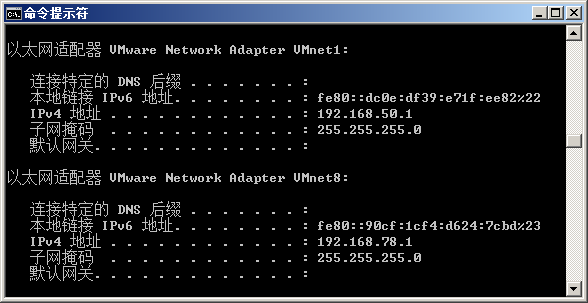 命令提示符
以太网适配器 VMware Network Adapter VMnet1:
连接特定的 DNS 后缀 . . . . . . . :
本地链接 IPv6 地址. . . . . . . . : fe80::dc0e:df39:e71f:ee82%22
IPv4 地址 . . . . . . . . . . . . : 192.168.50.1
子网掩码 . . . . . . . . . . . . : 255.255.255.0
默认网关. . . . . . . . . . . . . :
以太网适配器 VMware Network Adapter VMnet8:
连接特定的 DNS 后缀 . . . . . . . :
本地链接 IPv6 地址. . . . . . . . : fe80::90cf:1cf4:d624:7cbd%23
IPv4 地址 . . . . . . . . . . . . : 192.168.78.1
子网掩码 . . . . . . . . . . . . : 255.255.255.0
默认网关. . . . . . . . . . . . . :